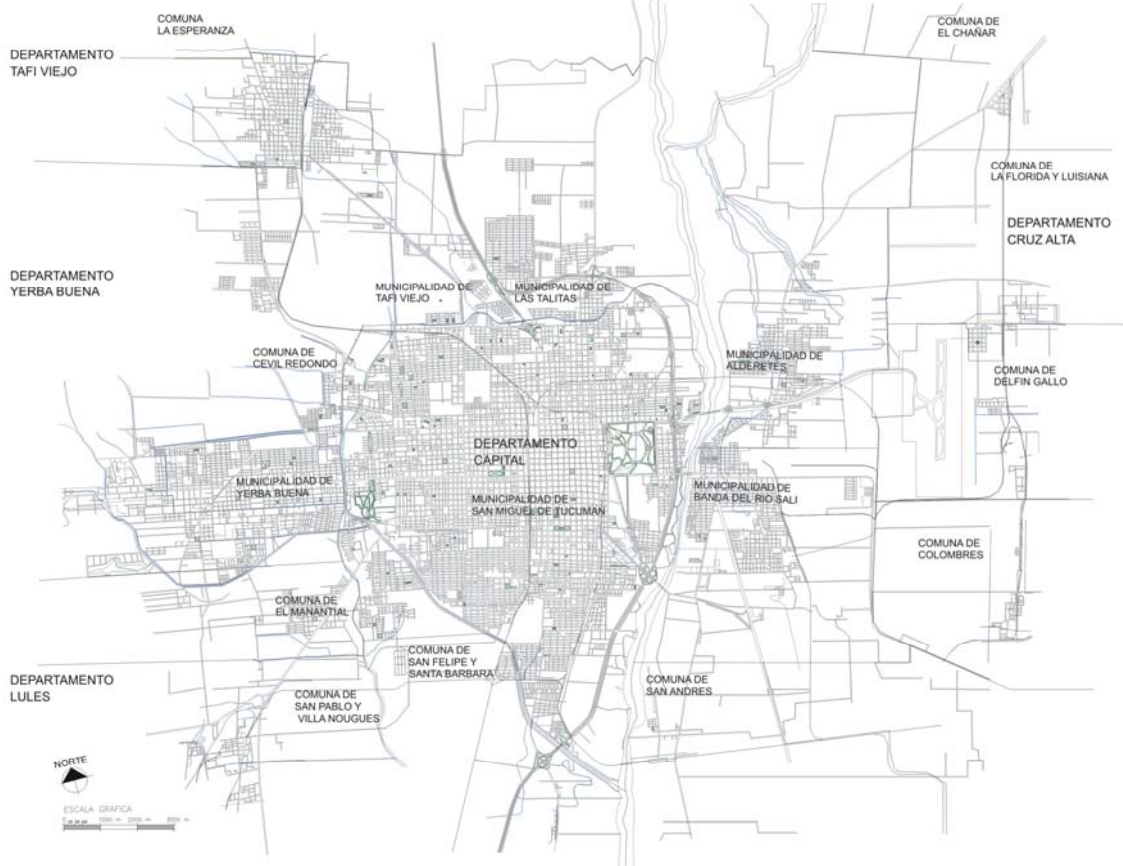 COMUNA
LA ESPERANZA
COMUNA DE
EL CHAÑAR
DEPARTAMENTO
TAFI VIEJO
COMUNA DE
LA FLORIDA Y LUISIANA
DEPARTAMENTO
CRUZ ALTA
DEPARTAMENTO
YERBA BUENA
MUNICIPALIDAD DE
TAFI VIEJO
MUNICIPALIDAD DE
LAS TALITAS
COMUNA DE
CEVIL REDONDO
MUNICIPALIDAD DE
ALDERETES
COMUNA DE
DELFIN GALLO
DEPARTAMENTO
CAPITAL
MUNICIPALIDAD DE
YERBA BUENA
MUNICIPALIDAD DE
SAN MIGUEL DE TUCUMAN
MUNICIPALIDAD DE
BANDA DEL RIO SALI
COMUNA DE
COLOMBRES
COMUNA DE
EL MANANTIAL
COMUNA DE
SAN FELIPE Y
SANTA BARBARA
DEPARTAMENTO
LULES
COMUNA DE
SAN PABLO Y
VILLA NOUGUES
COMUNA DE
SAN ANDRES
NORTE
ESCALA GRAFICA
1000 m 2000 m